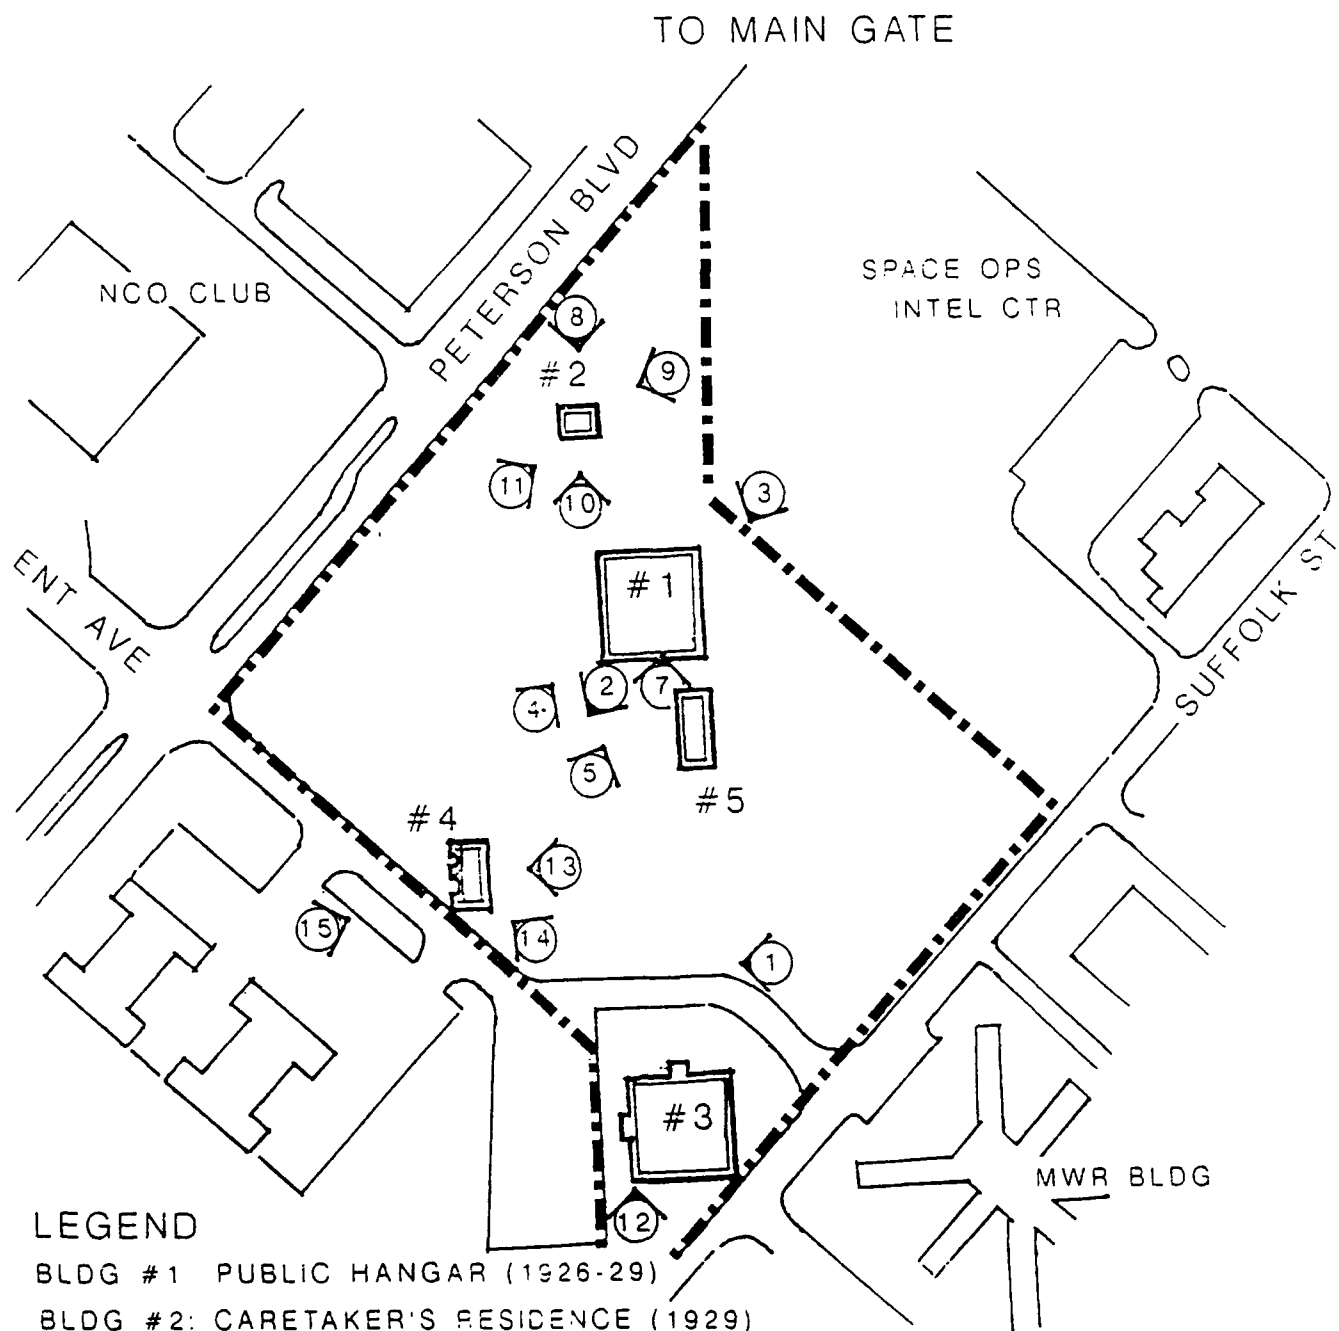 TO MAIN GATE
PETERSON BLVD
SPACE OPS
INTEL CTR
NCO CLUB
8
9
#2
11
10
3
ENT AVE
#1
SUFFOLK ST
2
7
4
5
#5
#4
13
15
14
1
#3
MWR BLDG
12
LEGEND
BLDG #1 PUBLIC HANGAR (1926-29)
BLDG #2: CARETAKER'S RESIDENCE (1929)